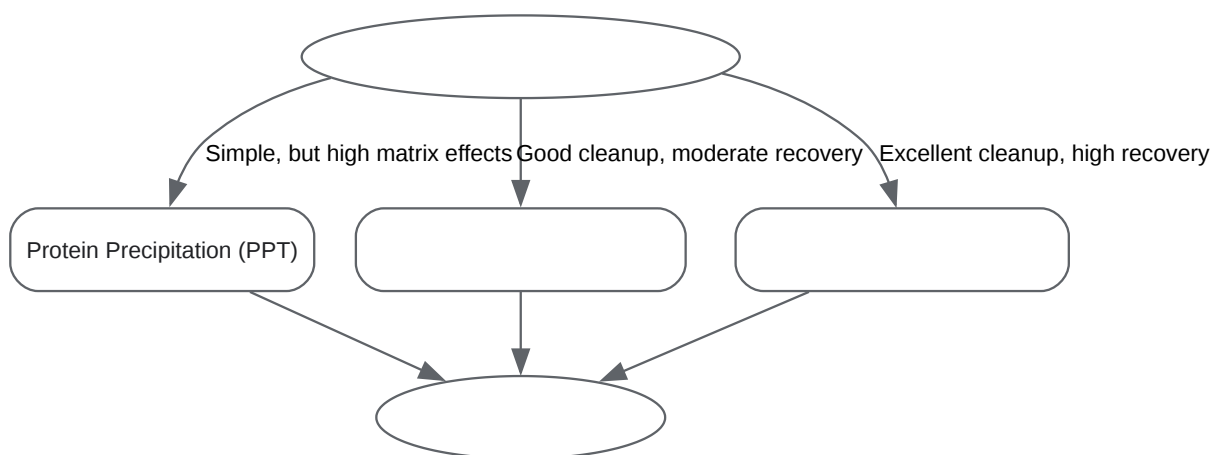 Simple, but high matrix effects
Good cleanup, moderate recovery
Excellent cleanup, high recovery
Protein Precipitation (PPT)